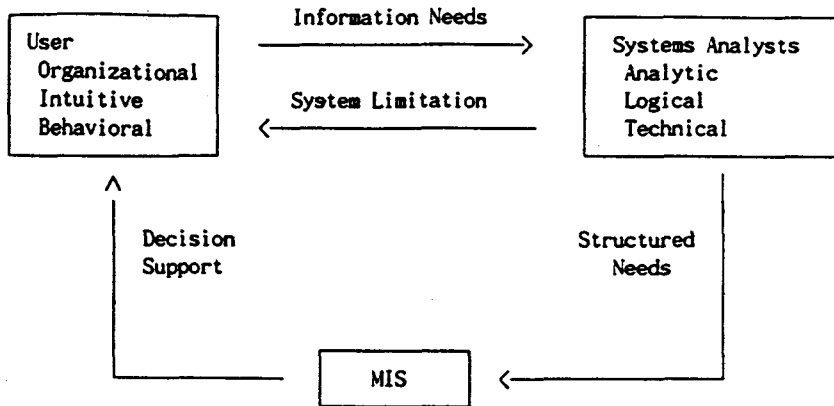 Information Needs
User
Organizational
Intuitive
Behavioral
System Limitation
Systems Analysts
Analytic
Logical
Technical
Decision
Support
Structured
Needs
MIS